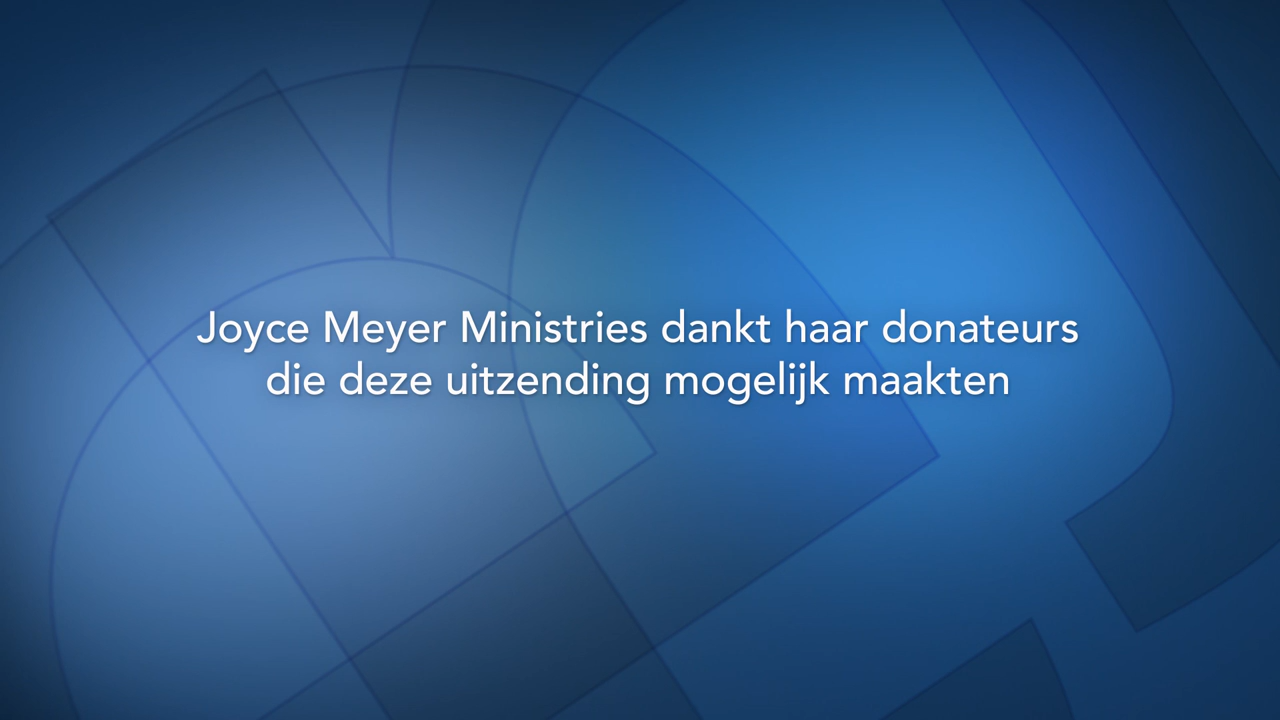 Joyce Meyer Ministries dankt haar donateurs
die deze uitzending mogelijk maakten